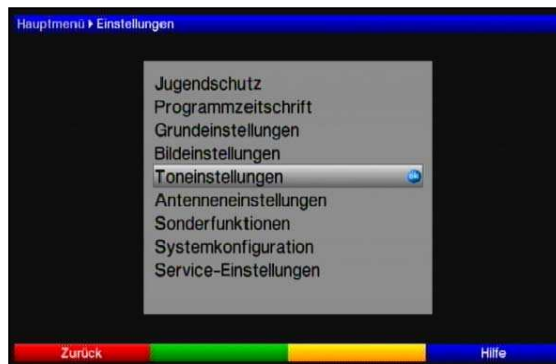 Hauptmenü Einstellungen
Jugendschutz
Programmzeitschrift
Grundeinstellungen
Bildeinstellungen
Toneinstellungen
Antenneneinstellungen
Sonderfunktionen
Systemkonfiguration
Service-Einstellungen
Zurück Hilfe